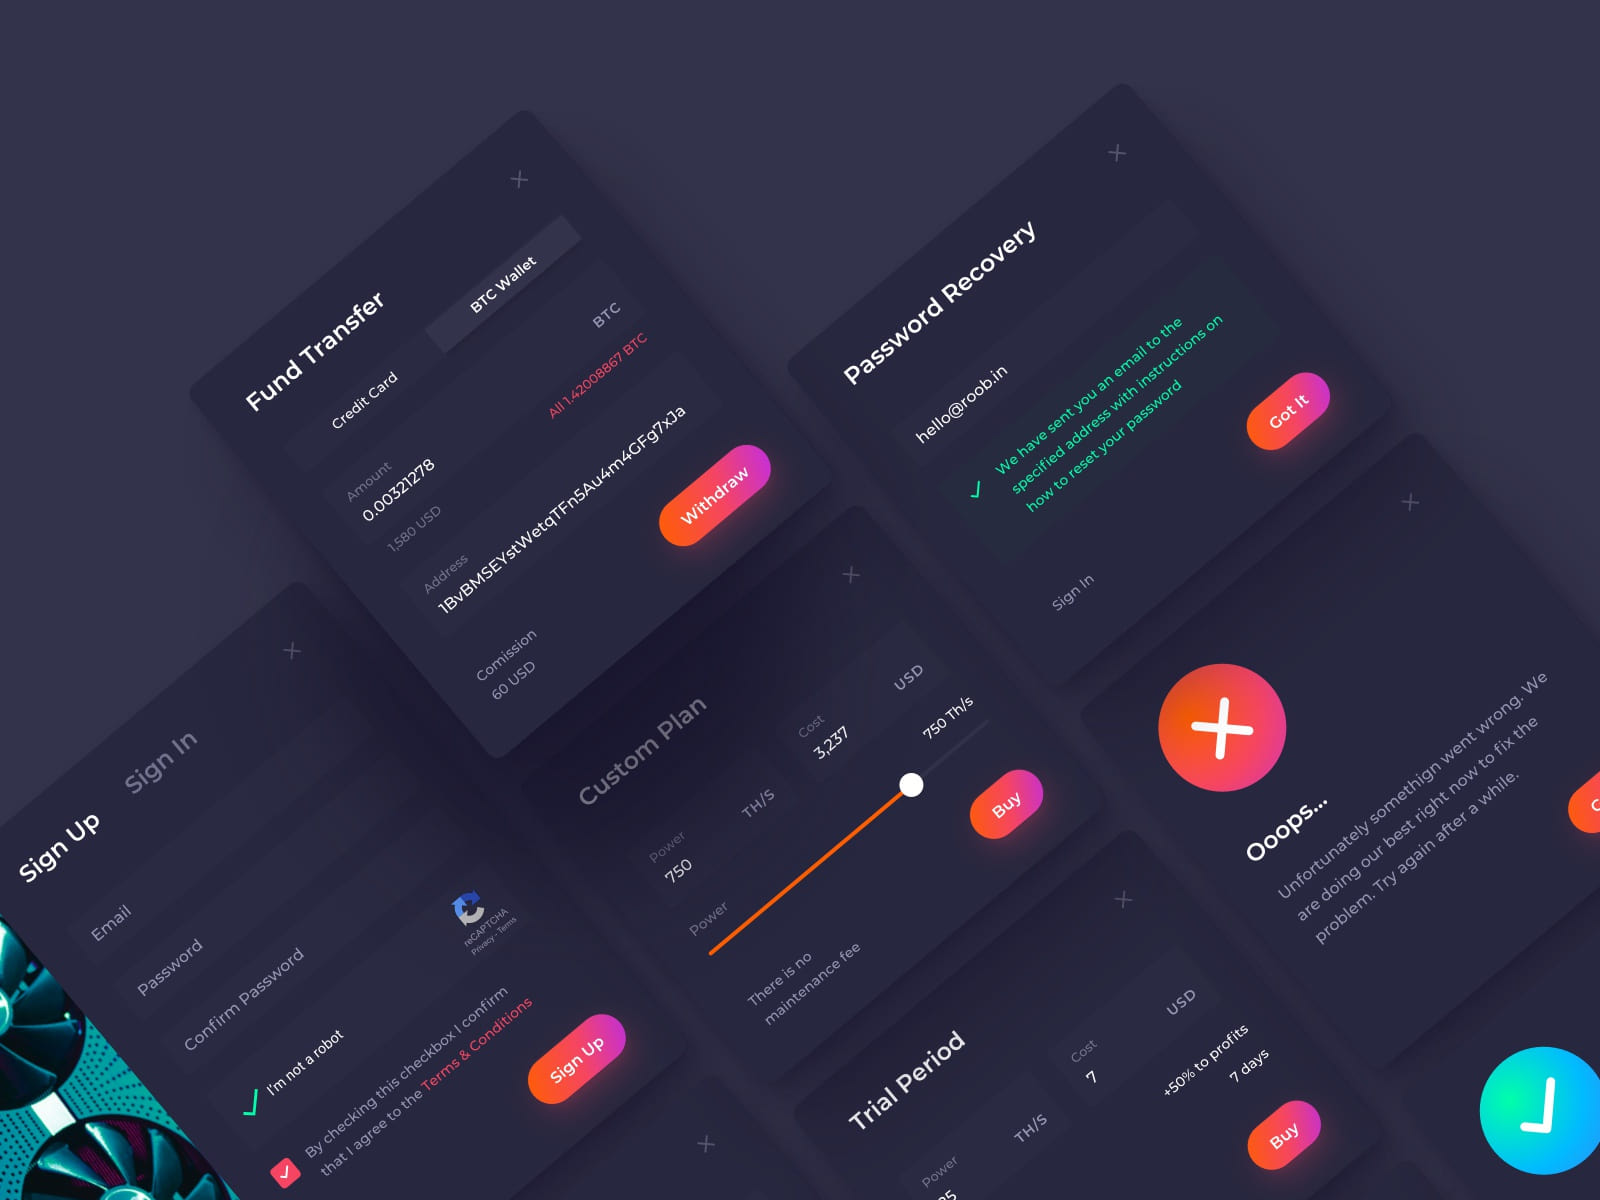 Fund Transfer
Credit Card
BTC Wallet
Amount
0.00321278
BTC
1,580 USD
All 1.42008867 BTC
Address
1BvBMSEYstWetqTFn5Au4m4GFg7xJa
Comission
60 USD
Withdraw
Password Recovery
hello@roob.in
We have sent you an email to the
specified address with instructions on
how to reset your password
Sign In
Got It
Sign Up
Sign In
Email
Password
Confirm Password
I'm not a robot
reCAPTCHA
Privacy - Terms
By checking this checkbox I confirm
that I agree to the Terms & Conditions
Sign Up
Custom Plan
Power
750
TH/S
Cost
3,237
USD
Power
750 Th/s
There is no
maintenance fee
Buy
Ooops...
Unfortunately somethign went wrong. We
are doing our best right now to fix the
problem. Try again after a while.
Trial Period
Power
TH/S
Cost
7
USD
+50% to profits
7 days
Buy